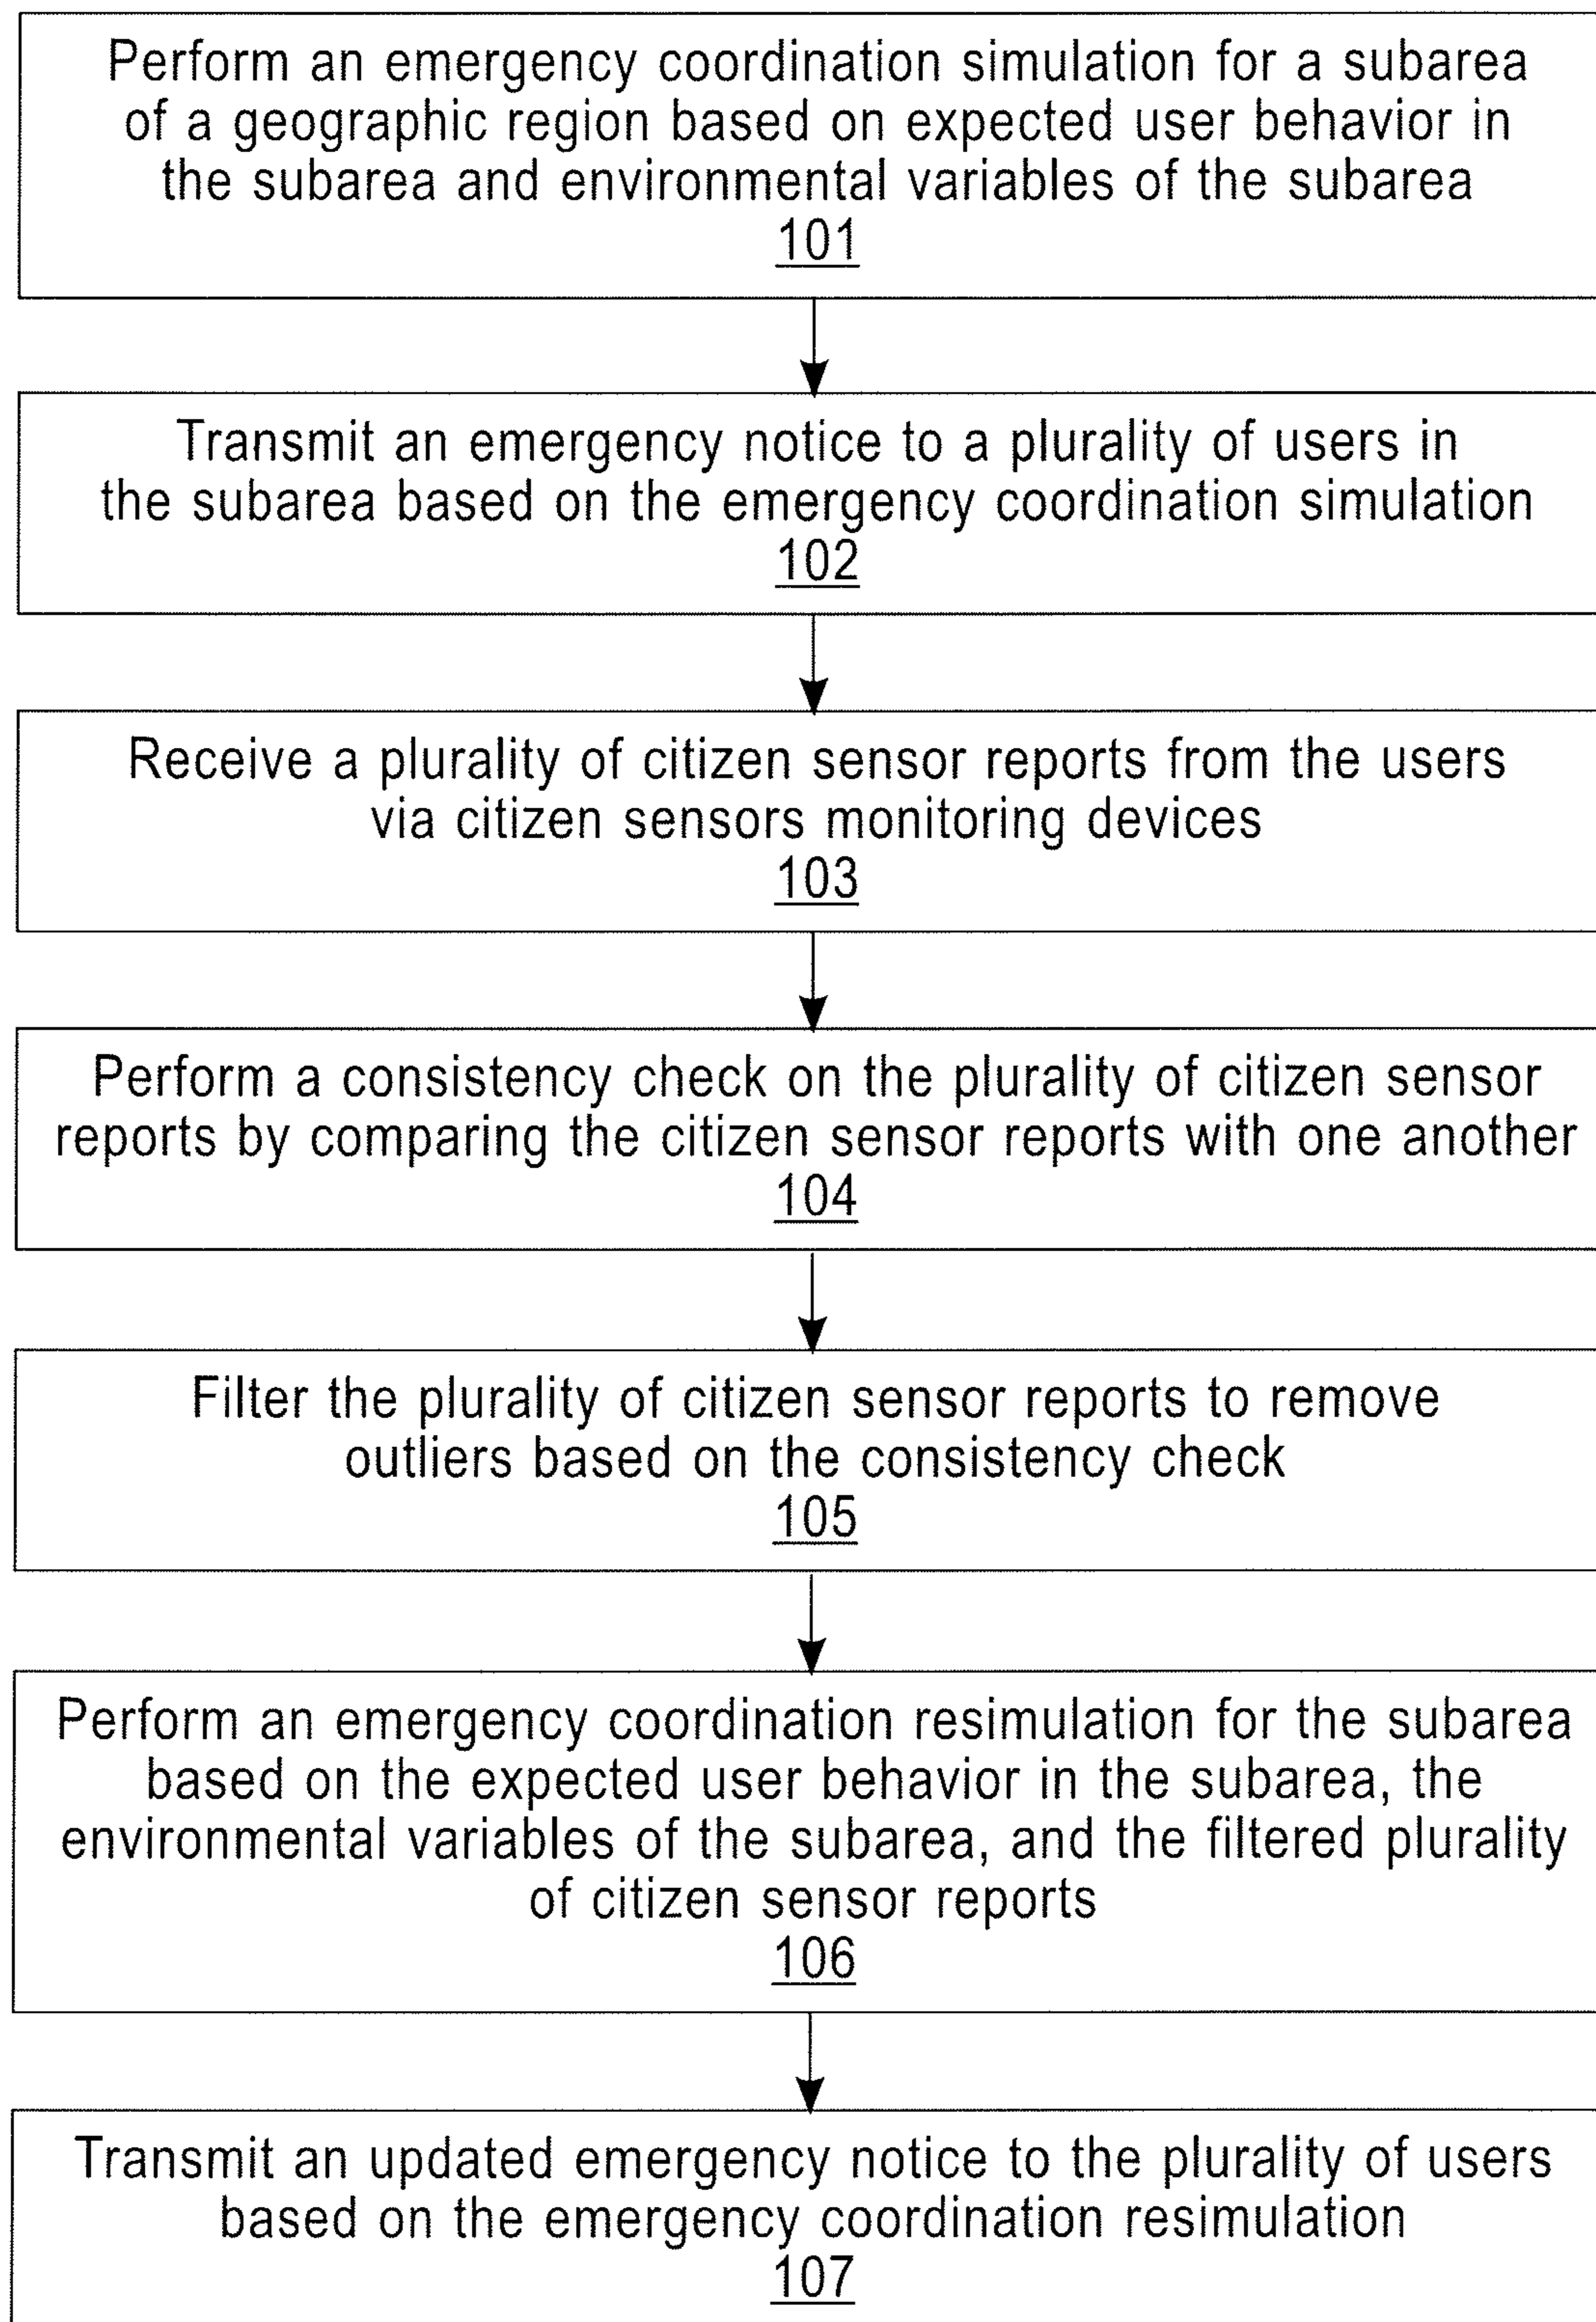 Perform an emergency coordination simulation for a subarea
of a geographic region based on expected user behavior in
the subarea and environmental variables of the subarea
101
Transmit an emergency notice to a plurality of users in
the subarea based on the emergency coordination simulation
102
Receive a plurality of citizen sensor reports from the users
via citizen sensors monitoring devices
103
Perform a consistency check on the plurality of citizen sensor
reports by comparing the citizen sensor reports with one another
104
Filter the plurality of citizen sensor reports to remove
outliers based on the consistency check
105
Perform an emergency coordination resimulation for the subarea
based on the expected user behavior in the subarea, the
environmental variables of the subarea, and the filtered plurality
of citizen sensor reports
106
Transmit an updated emergency notice to the plurality of users
based on the emergency coordination resimulation
107